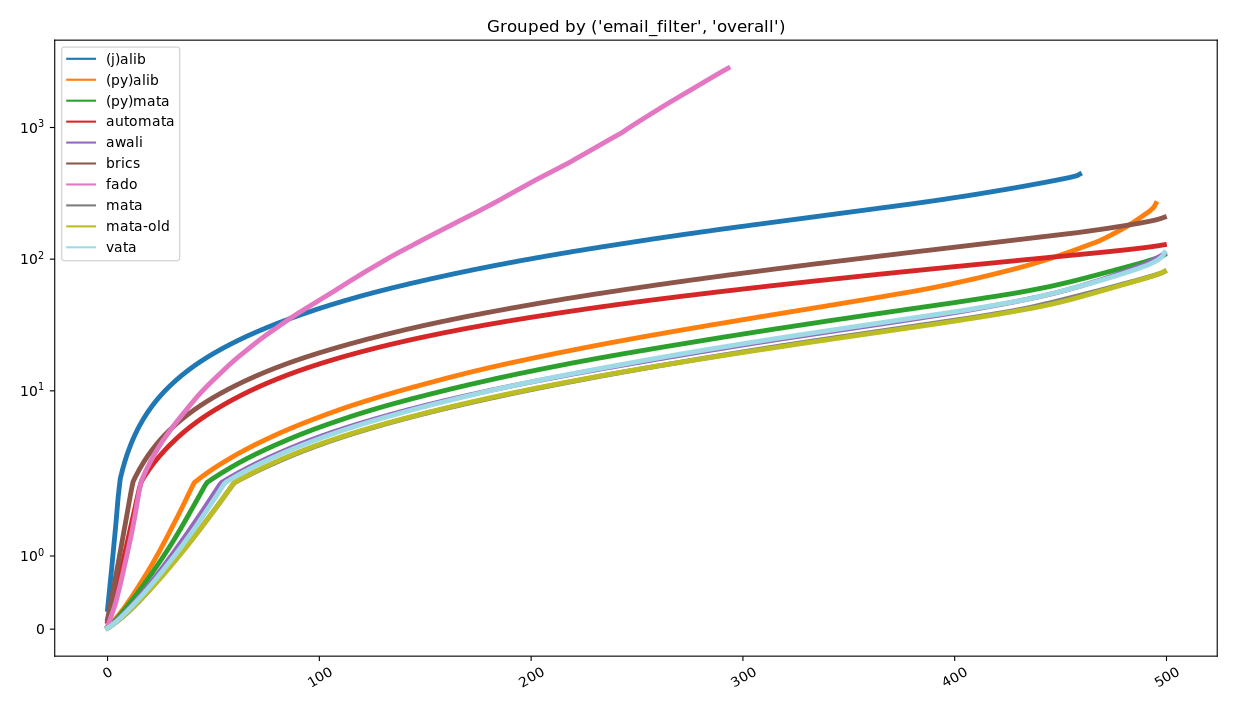 Grouped by ('email_filter', 'overall')
(j)alib
(py)alib
(py)mata
automata
awali
brics
fado
mata
mata-old
vata
10³
10²
10¹
10⁰
0
0
100
200
300
400
500